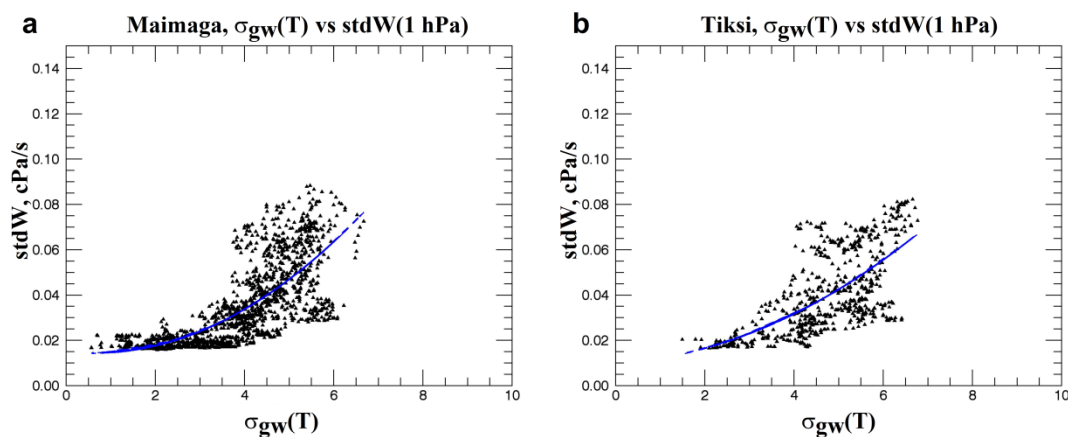 a Maimaga, σgw(T) vs stdW(1 hPa)
0.14
0.12
0.10
0.08
0.06
0.04
0.02
0.00
stdW, cPa/s
0 2 4 6 8 10
σgw(T)
b Tiksi, σgw(T) vs stdW(1 hPa)
0.14
0.12
0.10
0.08
0.06
0.04
0.02
0.00
stdW, cPa/s
0 2 4 6 8 10
σgw(T)